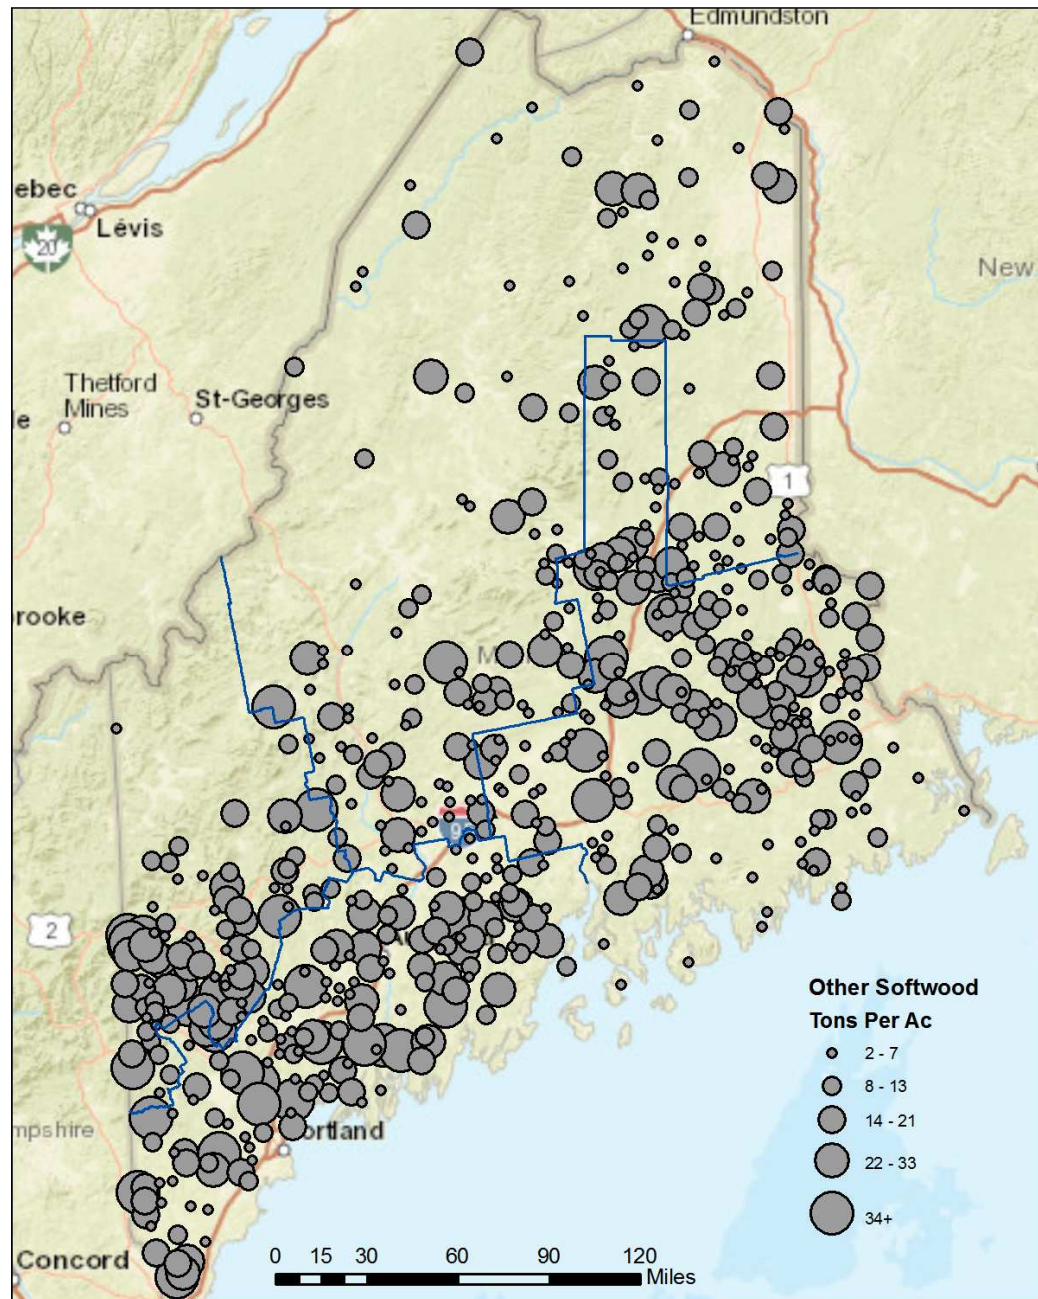 Edmundston
ebec
Lévis
20
New
Thetford
Mines
St-Georges
le
1
rooke
9
2
Other Softwood
Tons Per Ac
2 - 7
8 - 13
14 - 21
22 - 33
34+
mpshire
ortland
Concord
0 15 30 60 90 120
Miles